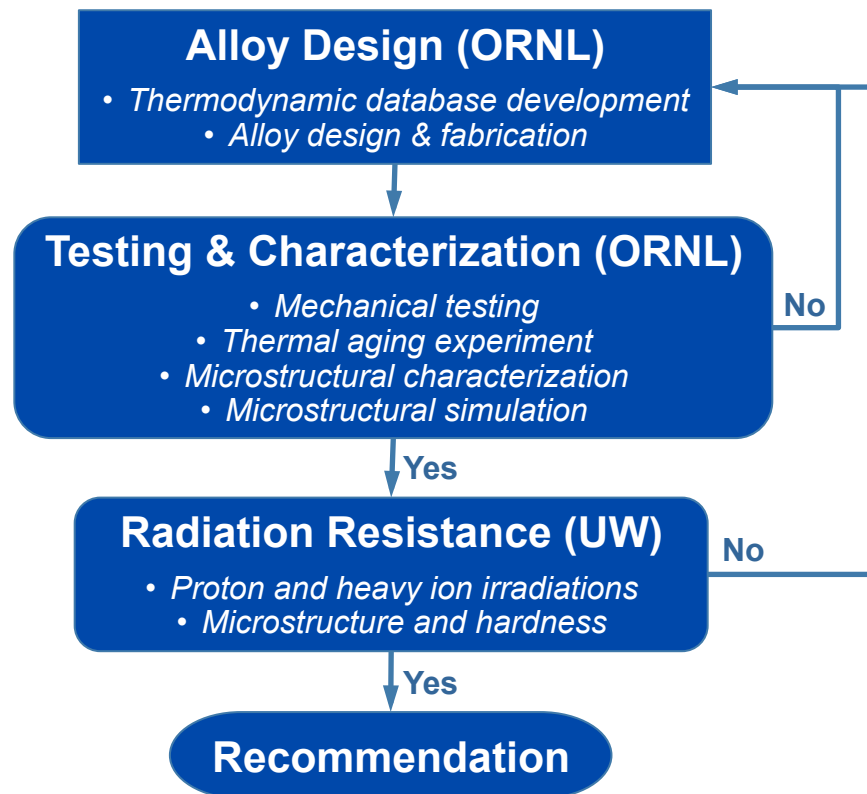 Alloy Design (ORNL)
• Thermodynamic database development
• Alloy design & fabrication
Testing & Characterization (ORNL)
• Mechanical testing
• Thermal aging experiment
• Microstructural characterization
• Microstructural simulation
No
Yes
Radiation Resistance (UW)
• Proton and heavy ion irradiations
• Microstructure and hardness
No
Yes
Recommendation